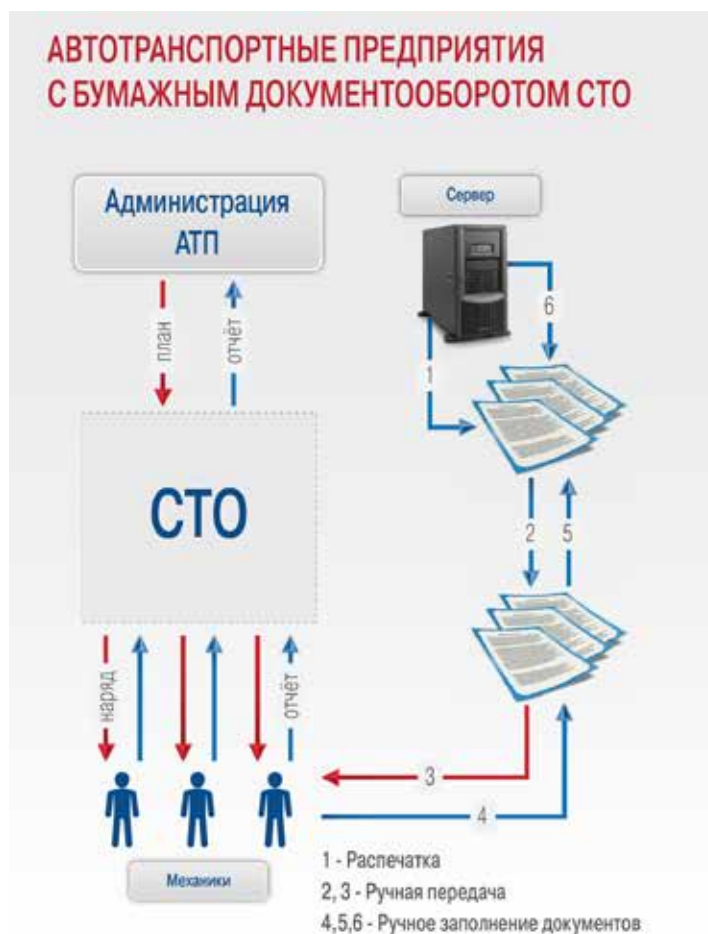 АВТОТРАНСПОРТНЫЕ ПРЕДПРИЯТИЯ
С БУМАЖНЫМ ДОКУМЕНТООБОРОТОМ СТО
Администрация
АТП
Сервер
план
отчёт
6
1
СТО
2
5
наряд
отчёт
3
4
Механики
1 - Распечатка
2, 3 - Ручная передача
4,5,6 - Ручное заполнение документов